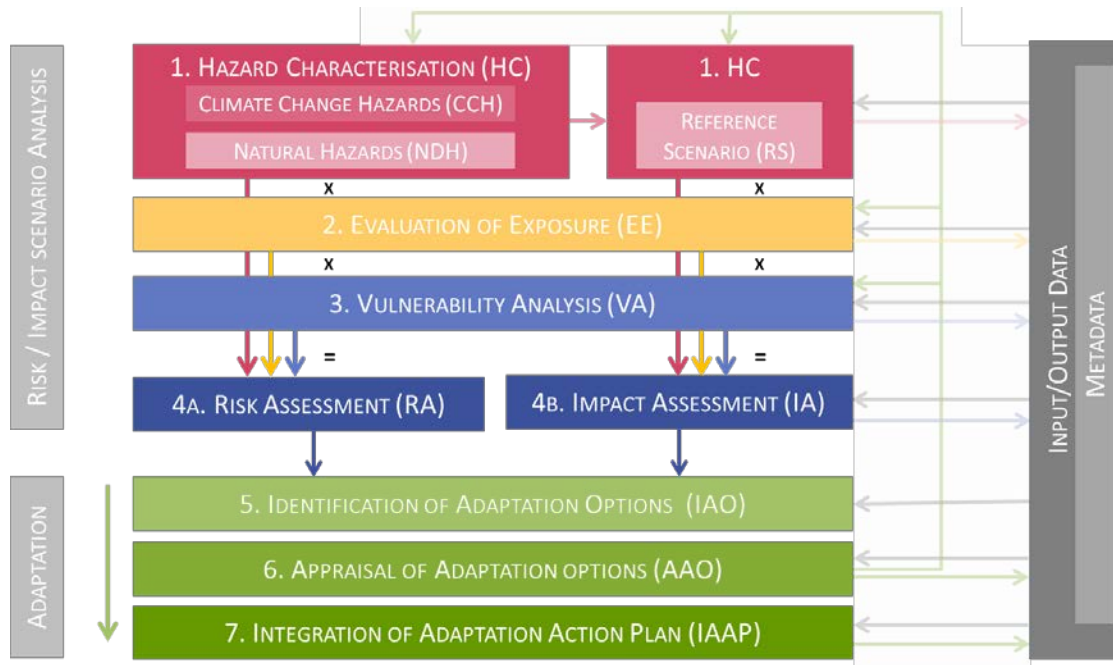 RISK / IMPACT SCENARIO ANALYSIS
1. HAZARD CHARACTERISATION (HC)
CLIMATE CHANGE HAZARDS (CCH)
NATURAL HAZARDS (NDH)
1. HC
REFERENCE
SCENARIO (RS)
x
x
2. EVALUATION OF EXPOSURE (EE)
x
x
3. VULNERABILITY ANALYSIS (VA)
=
=
4A. RISK ASSESSMENT (RA)
4B. IMPACT ASSESSMENT (IA)
ADAPTATION
5. IDENTIFICATION OF ADAPTATION OPTIONS (IAO)
6. APPRAISAL OF ADAPTATION OPTIONS (AAO)
7. INTEGRATION OF ADAPTATION ACTION PLAN (IAAP)
INPUT/OUTPUT DATA
METADATA